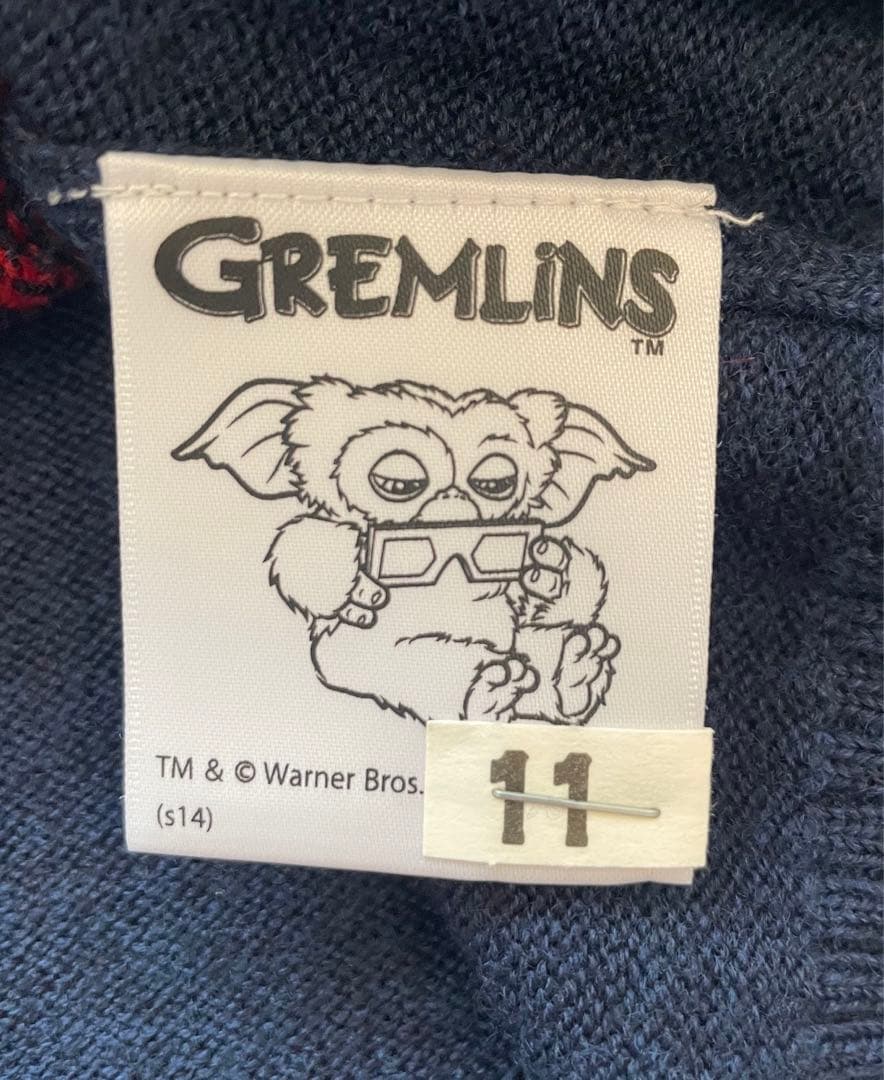 GREMLiNS
TM
TM & © Warner Bros.
(s14)
11